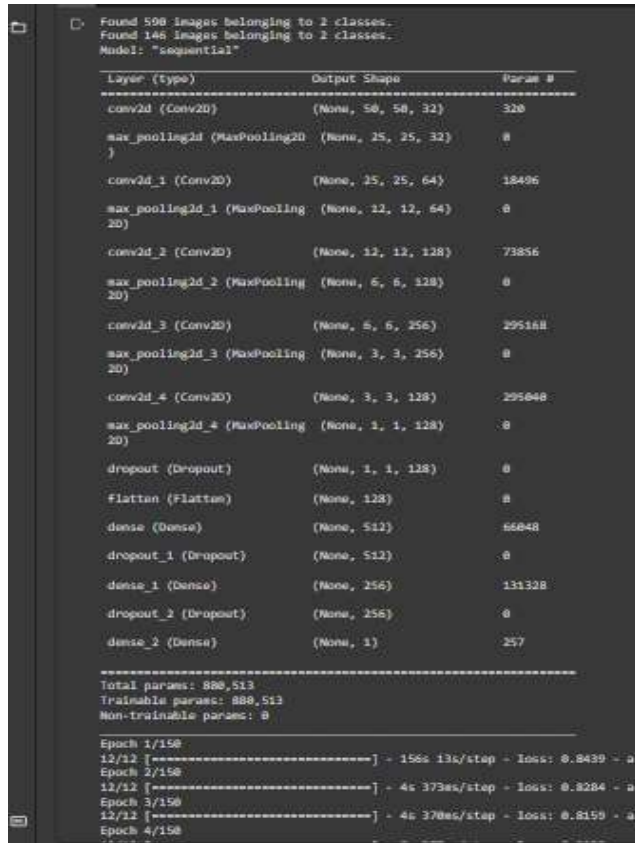 Found 590 images belonging to 2 classes.
Found 146 images belonging to 2 classes.
Model: "sequential"
Layer (type) Output Shape Param #
conv2d (Conv2D) (None, 50, 50, 32) 320
max_pooling2d (MaxPooling2D (None, 25, 25, 32) 0
)
conv2d_1 (Conv2D) (None, 25, 25, 64) 18496
max_pooling2d_1 (MaxPooling (None, 12, 12, 64) 0
2D)
conv2d_2 (Conv2D) (None, 12, 12, 128) 73856
max_pooling2d_2 (MaxPooling (None, 6, 6, 128) 0
2D)
conv2d_3 (Conv2D) (None, 6, 6, 256) 295168
max_pooling2d_3 (MaxPooling (None, 3, 3, 256) 0
2D)
conv2d_4 (Conv2D) (None, 3, 3, 128) 295040
max_pooling2d_4 (MaxPooling (None, 1, 1, 128) 0
2D)
dropout (Dropout) (None, 1, 1, 128) 0
flatten (Flatten) (None, 128) 0
dense (Dense) (None, 512) 66048
dropout_1 (Dropout) (None, 512) 0
dense_1 (Dense) (None, 256) 131328
dropout_2 (Dropout) (None, 256) 0
dense_2 (Dense) (None, 1) 257
Total params: 880,513
Trainable params: 880,513
Non-trainable params: 0
Epoch 1/150
12/12 [==============================] - 156s 13s/step - loss: 0.8439 - a
Epoch 2/150
12/12 [==============================] - 4s 373ms/step - loss: 0.8284 - a
Epoch 3/150
12/12 [==============================] - 4s 370ms/step - loss: 0.8159 - a
Epoch 4/150